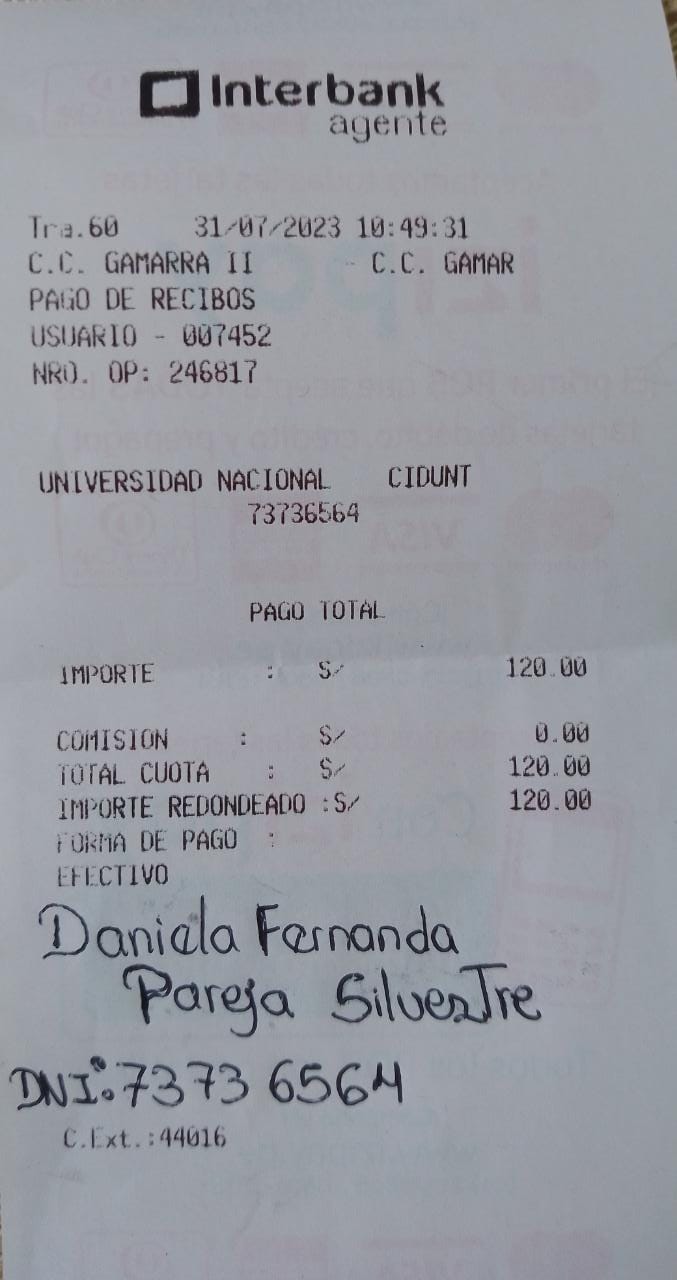 Interbank
agente
Tra.60 31/07/2023 10:49:31
C.C. GAMARRA II - C.C. GAMAR
PAGO DE RECIBOS
USUARIO - 007452
NRO. OP: 246817
UNIVERSIDAD NACIONAL CIDUNT
73736564
PAGO TOTAL
IMPORTE : S/ 120.00
COMISION : S/ 0.00
TOTAL CUOTA : S/ 120.00
IMPORTE REDONDEADO :S/ 120.00
FORMA DE PAGO :
EFECTIVO
Daniela Fernanda
Pareja Silvestre
DNI: 7373 6564
C.Ext.:44016